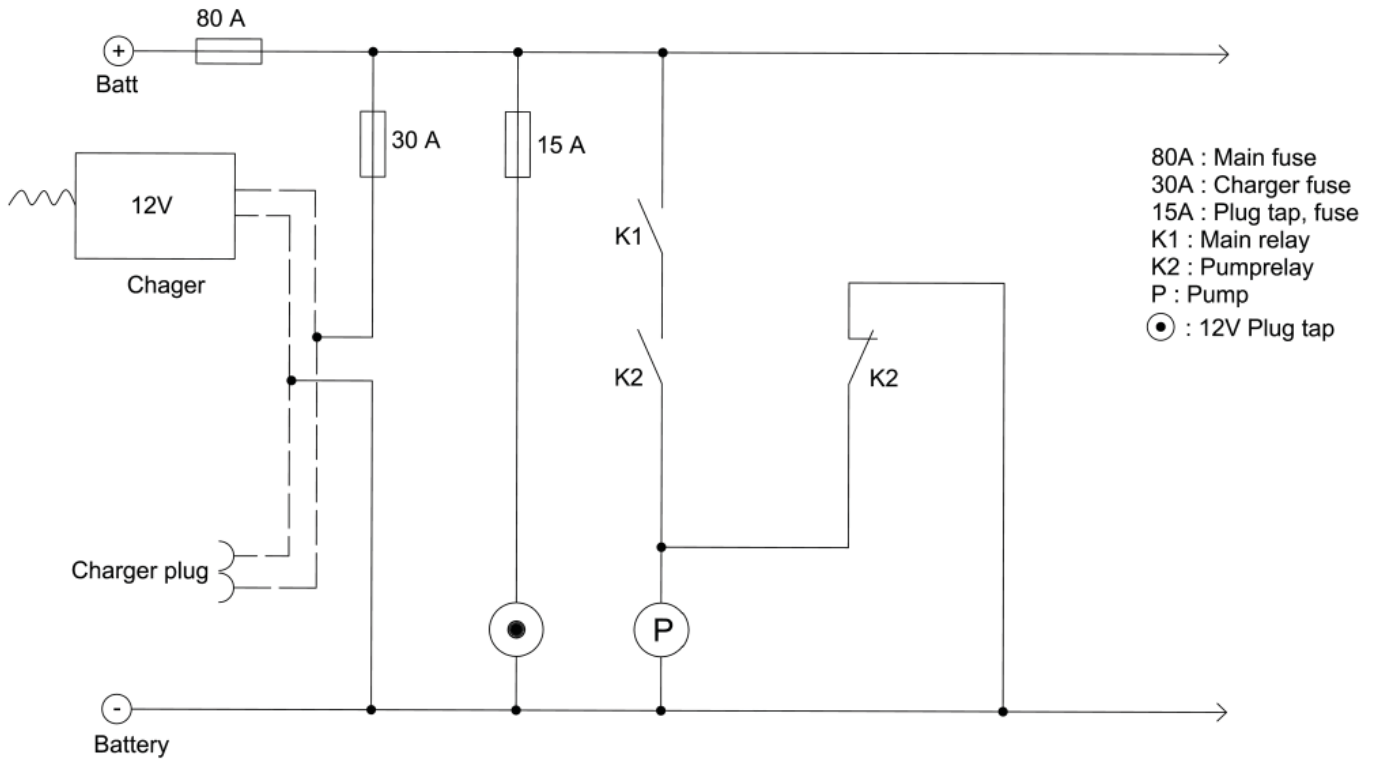 80 A
+
Batt
30 A
15 A
12V
Chager
80A : Main fuse
30A : Charger fuse
15A : Plug tap, fuse
K1 : Main relay
K2 : Pumprelay
P : Pump
: 12V Plug tap
K1
K2
K2
Charger plug
P
-
Battery